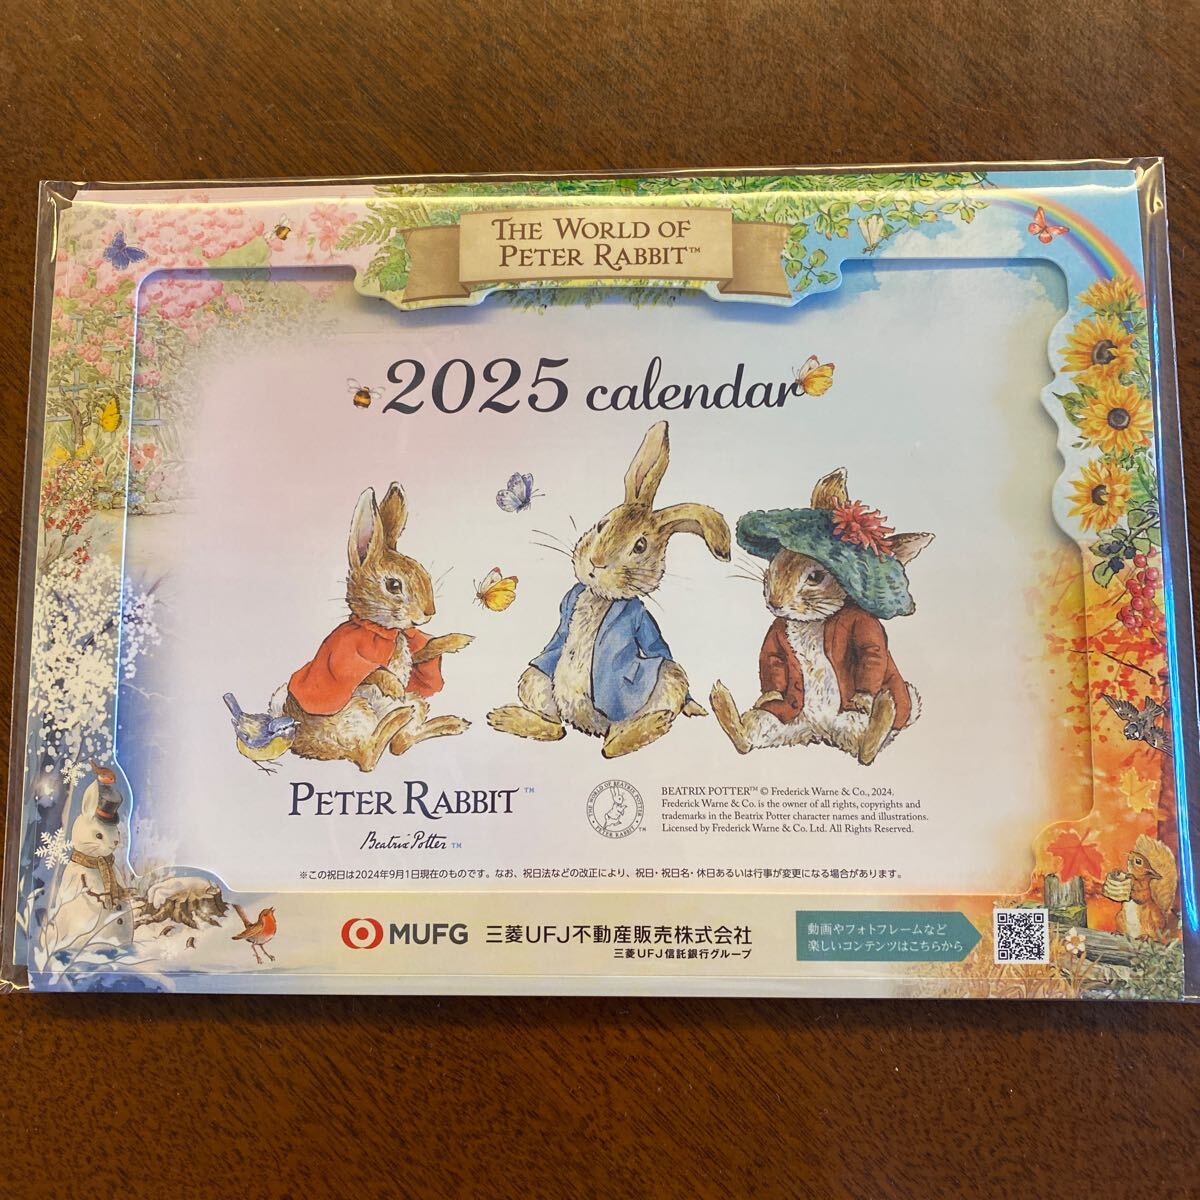 THE WORLD OF
PETER RABBIT™
2025 calendar
PETER RABBIT™
Beatrix Potter™
THE WORLD OF BEATRIX POTTER
PETER RABBIT
™
BEATRIX POTTER™ © Frederick Warne & Co., 2024.
Frederick Warne & Co. is the owner of all rights, copyrights and
trademarks in the Beatrix Potter character names and illustrations.
Licensed by Frederick Warne & Co. Ltd. All Rights Reserved.
※この祝日は2024年9月1日現在のものです。なお、祝日法などの改正により、祝日・祝日名・休日あるいは行事が変更になる場合があります。
MUFG 三菱UFJ不動産販売株式会社
三菱UFJ信託銀行グループ
動画やフォトフレームなど
楽しいコンテンツはこちらから